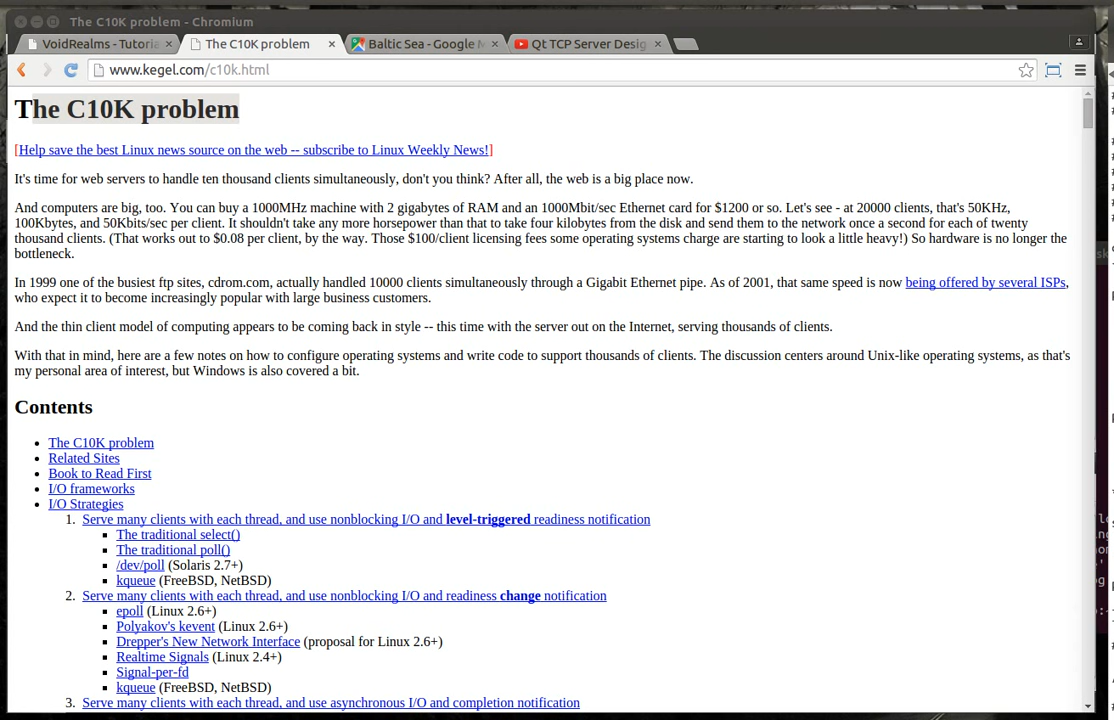 The C10K problem - Chromium
VoidRealms - Tutoria
The C10K problem
Baltic Sea - Google M
Qt TCP Server Desig
www.kegel.com/c10k.html
The C10K problem
[Help save the best Linux news source on the web -- subscribe to Linux Weekly News!]
It's time for web servers to handle ten thousand clients simultaneously, don't you think? After all, the web is a big place now.
And computers are big, too. You can buy a 1000MHz machine with 2 gigabytes of RAM and an 1000Mbit/sec Ethernet card for $1200 or so. Let's see - at 20000 clients, that's 50KHz,
100Kbytes, and 50Kbits/sec per client. It shouldn't take any more horsepower than that to take four kilobytes from the disk and send them to the network once a second for each of twenty
thousand clients. (That works out to $0.08 per client, by the way. Those $100/client licensing fees some operating systems charge are starting to look a little heavy!) So hardware is no longer the
bottleneck.
In 1999 one of the busiest ftp sites, cdrom.com, actually handled 10000 clients simultaneously through a Gigabit Ethernet pipe. As of 2001, that same speed is now being offered by several ISPs,
who expect it to become increasingly popular with large business customers.
And the thin client model of computing appears to be coming back in style -- this time with the server out on the Internet, serving thousands of clients.
With that in mind, here are a few notes on how to configure operating systems and write code to support thousands of clients. The discussion centers around Unix-like operating systems, as that's
my personal area of interest, but Windows is also covered a bit.
Contents
The C10K problem
Related Sites
Book to Read First
I/O frameworks
I/O Strategies
1. Serve many clients with each thread, and use nonblocking I/O and level-triggered readiness notification
The traditional select()
The traditional poll()
/dev/poll (Solaris 2.7+)
kqueue (FreeBSD, NetBSD)
2. Serve many clients with each thread, and use nonblocking I/O and readiness change notification
epoll (Linux 2.6+)
Polyakov's kevent (Linux 2.6+)
Drepper's New Network Interface (proposal for Linux 2.6+)
Realtime Signals (Linux 2.4+)
Signal-per-fd
kqueue (FreeBSD, NetBSD)
3. Serve many clients with each thread, and use asynchronous I/O and completion notification